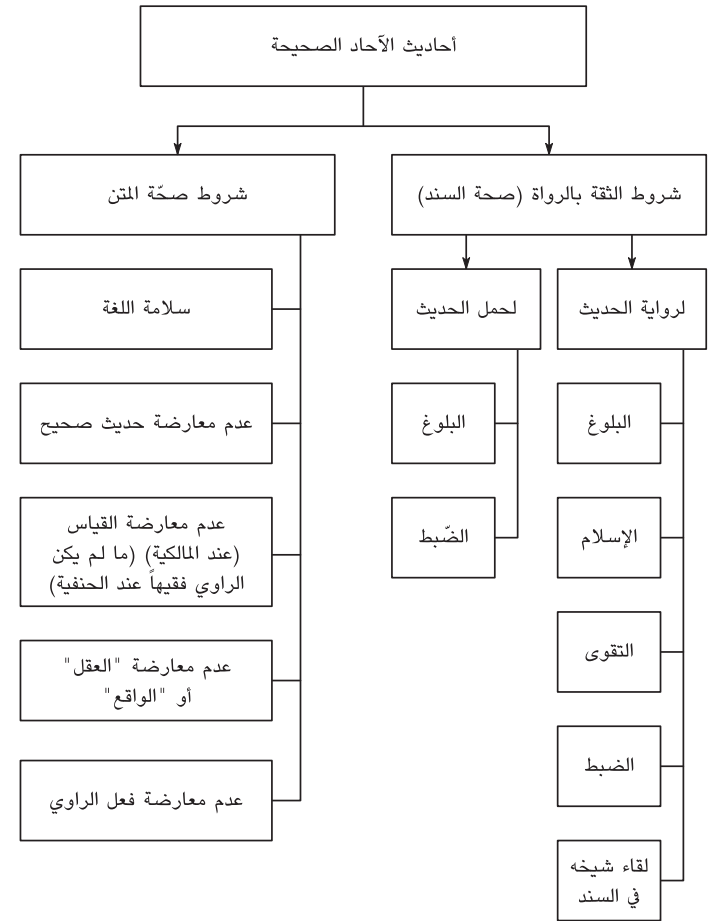 أحاديث الآحاد الصحيحة
شروط الثقة بالرواة (صحة السند)
شروط صحّة المتن
لرواية الحديث
لحمل الحديث
سلامة اللغة
البلوغ
البلوغ
عدم معارضة حديث صحيح
الإسلام
الضّبط
عدم معارضة القياس
(عند المالكية) (ما لم يكن
الراوي فقيهاً عند الحنفية)
التقوى
عدم معارضة "العقل"
أو "الواقع"
الضبط
عدم معارضة فعل الراوي
لقاء شيخه
في السند